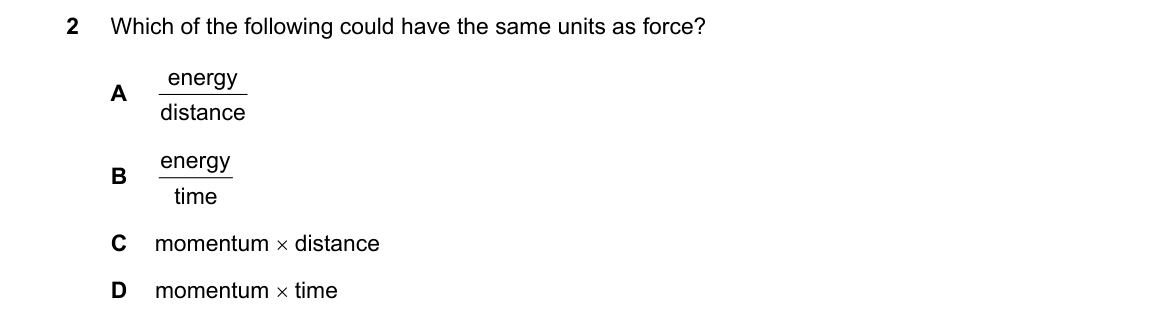 2 Which of the following could have the same units as force?
A energy
distance
B energy
time
C momentum × distance
D momentum × time